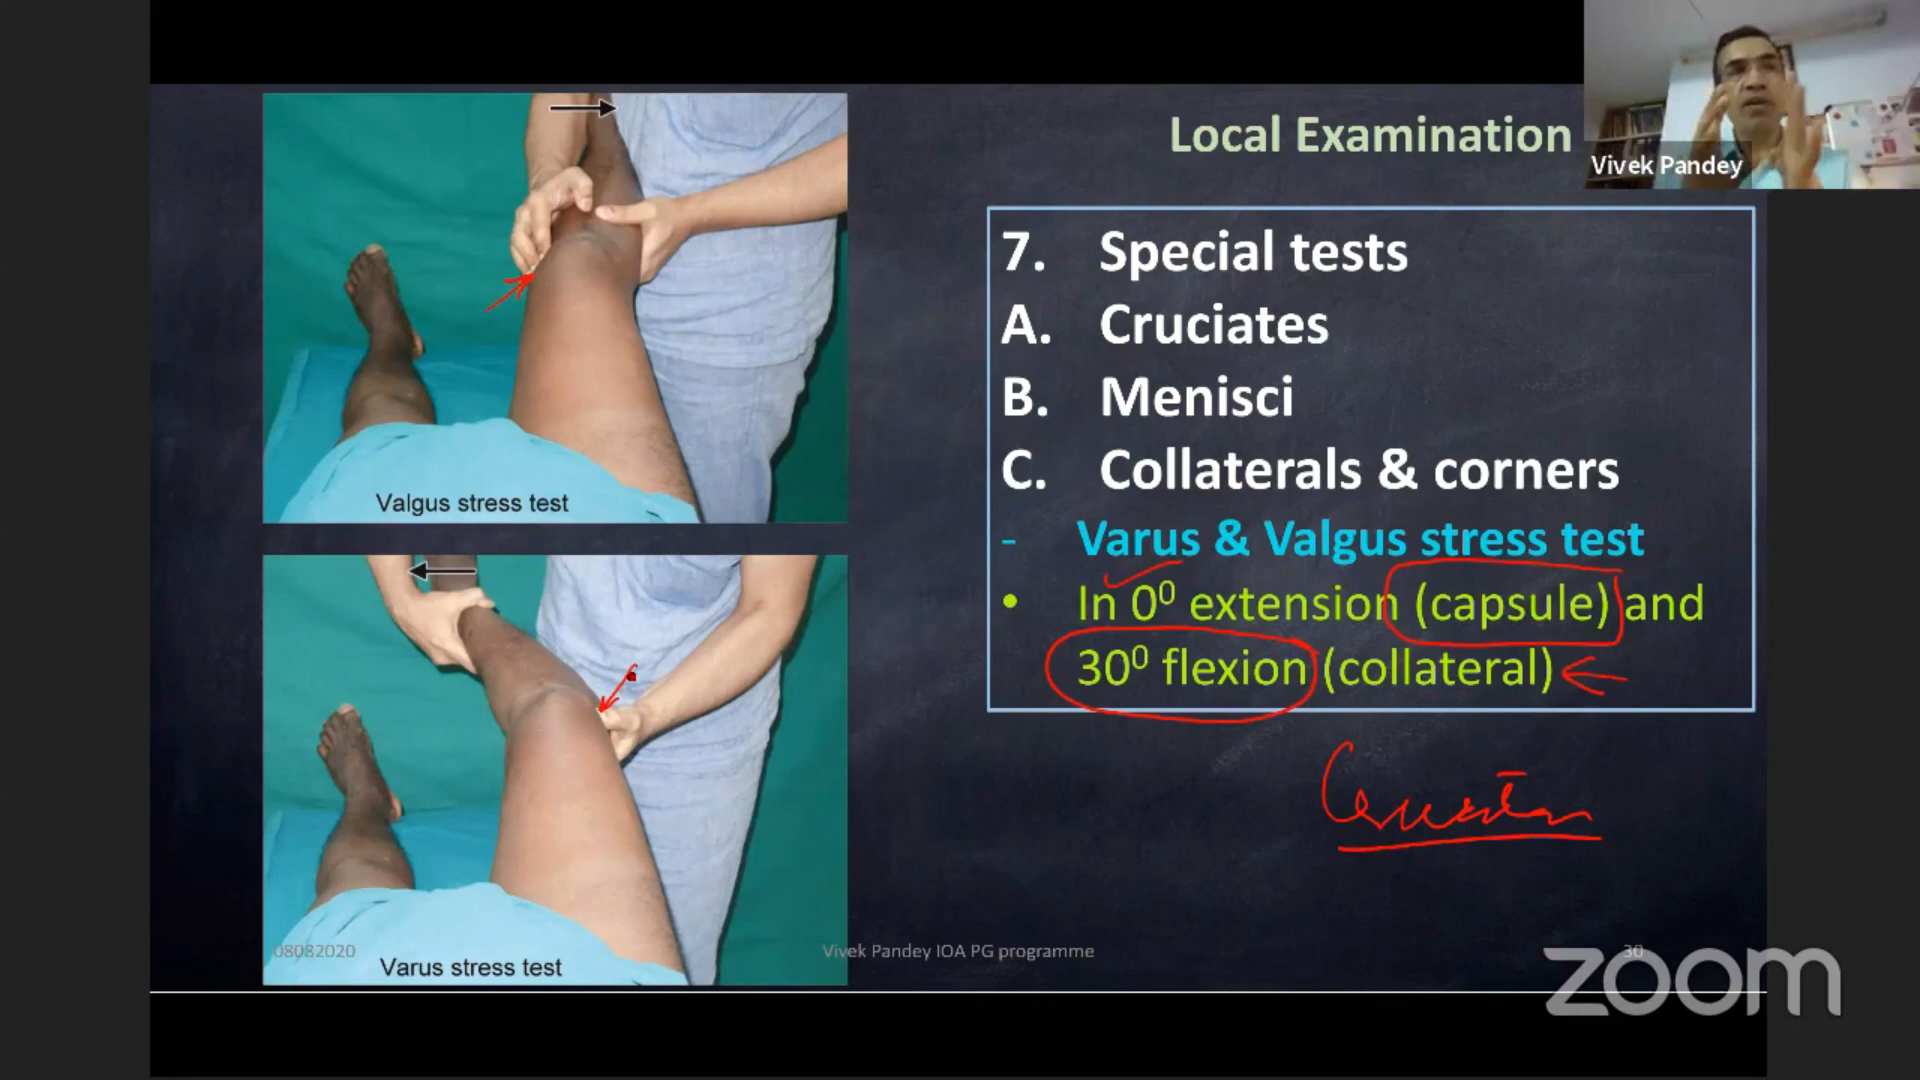 Local Examination
Vivek Pandey
7. Special tests
A. Cruciates
B. Menisci
C. Collaterals & corners
- Varus & Valgus stress test
• In 0⁰ extension (capsule) and
30⁰ flexion (collateral)
Valgus stress test
Varus stress test
08082020
Vivek Pandey IOA PG programme
30
zoom